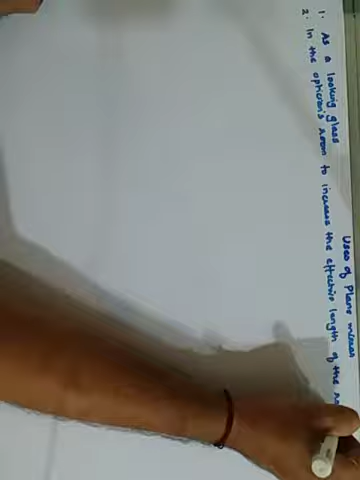 Uses of Plane mirrors
1. As a looking glass
2. In the optician's room to increase the effective length of the